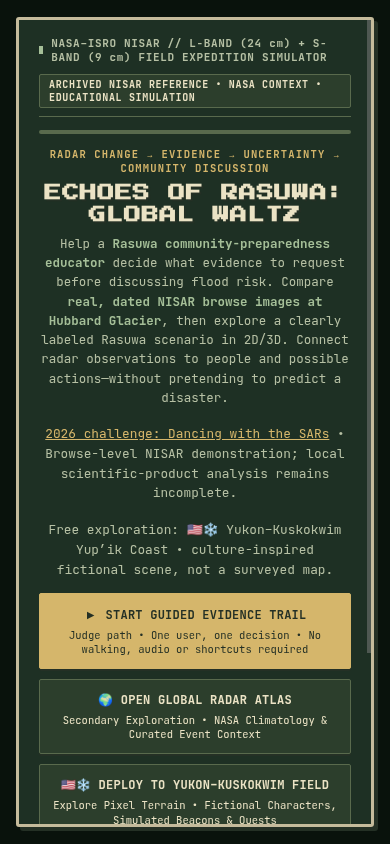 NASA–ISRO NISAR // L-BAND (24 cm) + S-
BAND (9 cm) FIELD EXPEDITION SIMULATOR
ARCHIVED NISAR REFERENCE • NASA CONTEXT •
EDUCATIONAL SIMULATION
RADAR CHANGE → EVIDENCE → UNCERTAINTY →
COMMUNITY DISCUSSION
ECHOES OF RASUWA:
GLOBAL WALTZ
Help a Rasuwa community-preparedness
educator decide what evidence to request
before discussing flood risk. Compare
real, dated NISAR browse images at
Hubbard Glacier, then explore a clearly
labeled Rasuwa scenario in 2D/3D. Connect
radar observations to people and possible
actions—without pretending to predict a
disaster.
2026 challenge: Dancing with the SARs •
Browse-level NISAR demonstration; local
scientific-product analysis remains
incomplete.
Free exploration: 🇺🇸❄️ Yukon–Kuskokwim
Yup’ik Coast • culture-inspired
fictional scene, not a surveyed map.
▶ START GUIDED EVIDENCE TRAIL
Judge path • One user, one decision • No
walking, audio or shortcuts required
🌍 OPEN GLOBAL RADAR ATLAS
Secondary Exploration • NASA Climatology &
Curated Event Context
🇺🇸❄️ DEPLOY TO YUKON–KUSKOKWIM FIELD
Explore Pixel Terrain • Fictional Characters,
Simulated Beacons & Quests